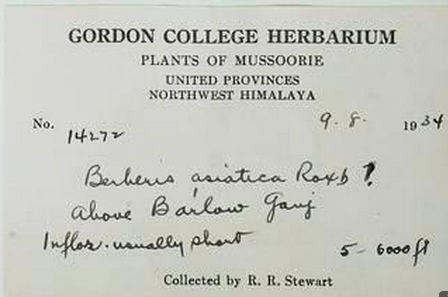 GORDON COLLEGE HERBARIUM
PLANTS OF MUSSOORIE
UNITED PROVINCES
NORTHWEST HIMALAYA
No. 14272 9. 8. 1934
Berberis asiatica Roxb ?
above Barlow Ganj
Inflor. usually short 5-6000 ft
Collected by R. R. Stewart